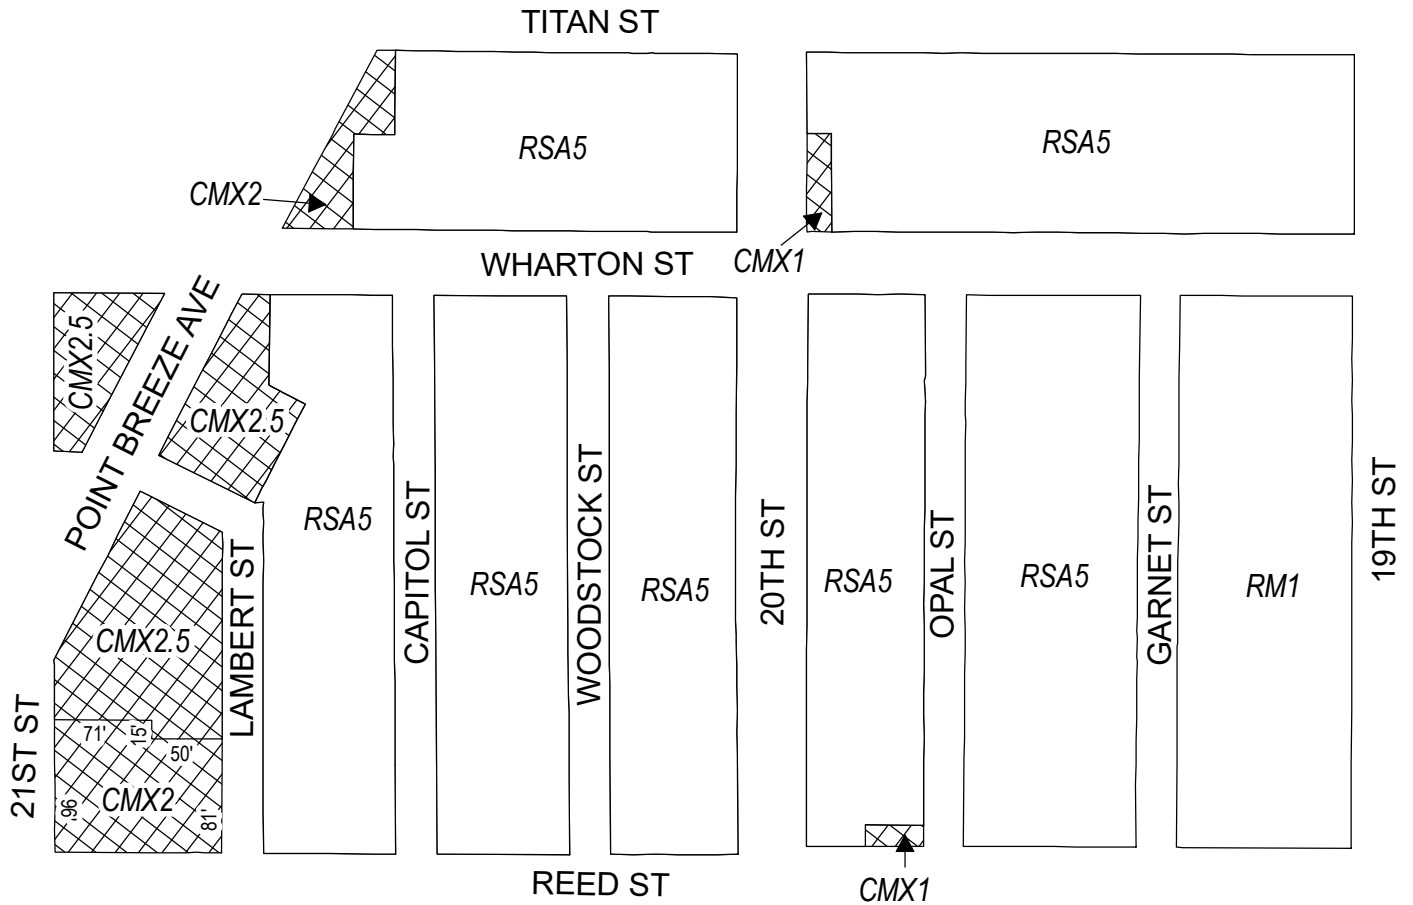 TITAN ST
RSA5
RSA5
CMX2
CMX1
WHARTON ST
CMX2.5
POINT BREEZE AVE
CMX2.5
RSA5
CAPITOL ST
RSA5
WOODSTOCK ST
RSA5
20TH ST
RSA5
OPAL ST
RSA5
GARNET ST
RM1
19TH ST
CMX2.5
LAMBERT ST
21ST ST
71'
15'
50'
CMX2
96'
81'
REED ST
CMX1